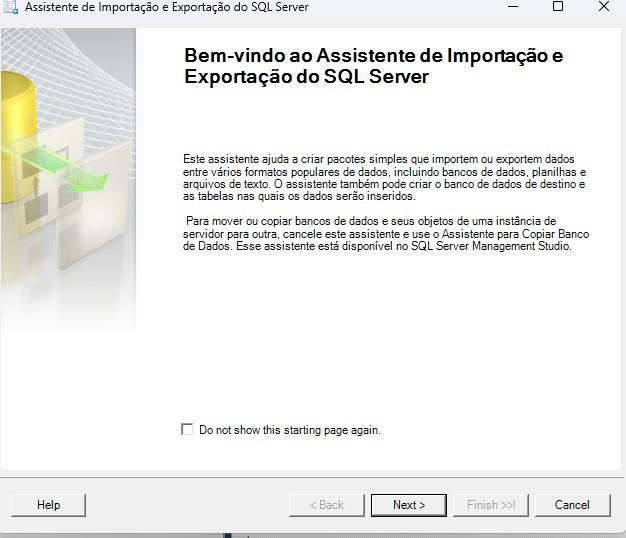 Assistente de Importação e Exportação do SQL Server
Bem-vindo ao Assistente de Importação e
Exportação do SQL Server
Este assistente ajuda a criar pacotes simples que importem ou exportem dados
entre vários formatos populares de dados, incluindo bancos de dados, planilhas e
arquivos de texto. O assistente também pode criar o banco de dados de destino e
as tabelas nas quais os dados serão inseridos.
Para mover ou copiar bancos de dados e seus objetos de uma instância de
servidor para outra, cancele este assistente e use o Assistente para Copiar Banco
de Dados. Esse assistente está disponível no SQL Server Management Studio.
Do not show this starting page again.
Help
< Back
Next >
Finish >>|
Cancel